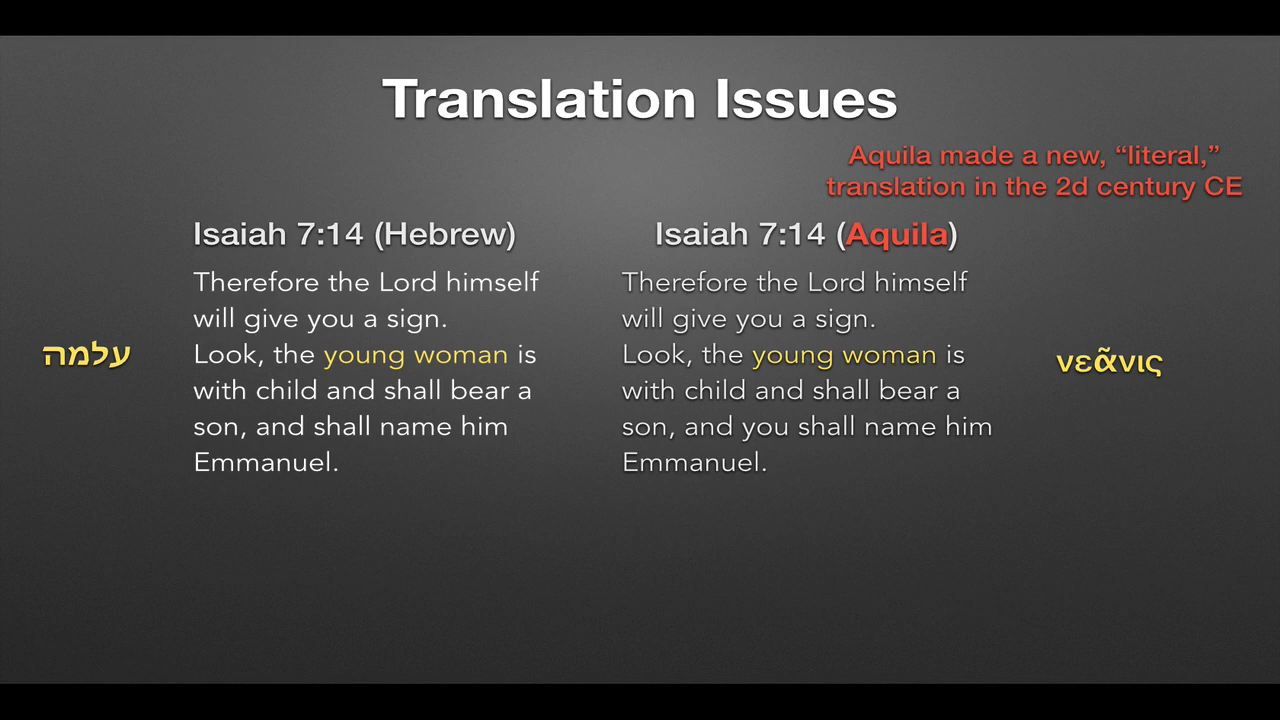 Translation Issues
Aquila made a new, “literal,”
translation in the 2d century CE
Isaiah 7:14 (Hebrew)
Therefore the Lord himself
will give you a sign.
Look, the young woman is
with child and shall bear a
son, and shall name him
Emmanuel.
עלמה
Isaiah 7:14 (Aquila)
Therefore the Lord himself
will give you a sign.
Look, the young woman is
with child and shall bear a
son, and you shall name him
Emmanuel.
νεᾶνις